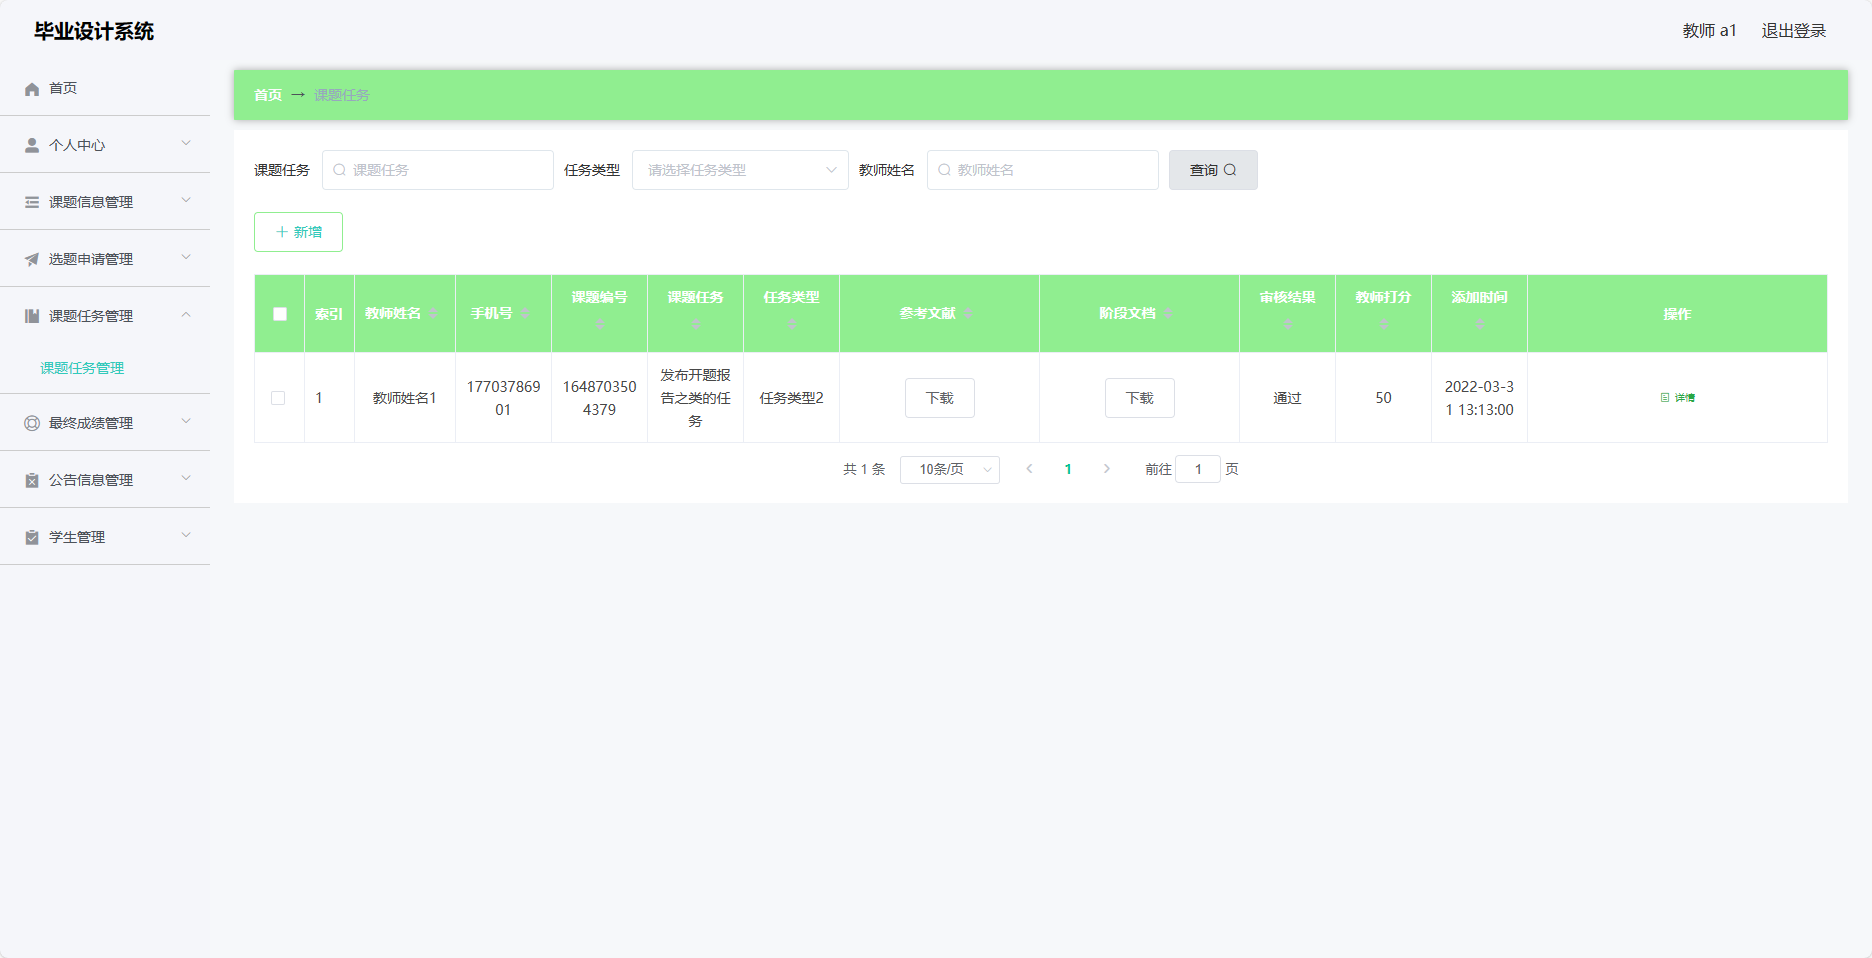 毕业设计系统
教师 a1 退出登录
首页
个人中心
课题信息管理
选题申请管理
课题任务管理
课题任务管理
最终成绩管理
公告信息管理
学生管理
首页 → 课题任务
课题任务 课题任务 任务类型 请选择任务类型 教师姓名 教师姓名 查询
新增
索引 教师姓名 手机号 课题编号 课题任务 任务类型 参考文献 阶段文档 审核结果 教师打分 添加时间 操作
1 教师姓名1 177037869 164870350 发布开题报 任务类型2 下载 下载 通过 50 2022-03-3 详情
01 4379 告之类的任 1 13:13:00
务
共 1 条 10条/页 1 前往 1 页